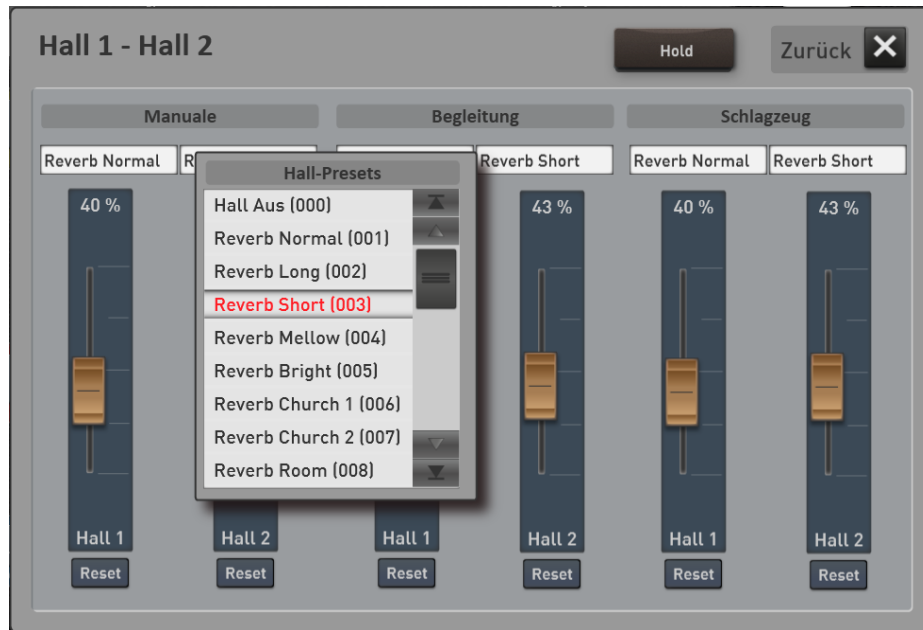 Hall 1 - Hall 2
Hold
Zurück
Manuale
Begleitung
Schlagzeug
Reverb Normal
R
Reverb Short
Reverb Normal
Reverb Short
Hall-Presets
Hall Aus (000)
Reverb Normal (001)
Reverb Long (002)
Reverb Short (003)
Reverb Mellow (004)
Reverb Bright (005)
Reverb Church 1 (006)
Reverb Church 2 (007)
Reverb Room (008)
40 %
43 %
40 %
43 %
Hall 1
Hall 2
Hall 1
Hall 2
Hall 1
Hall 2
Reset
Reset
Reset
Reset
Reset
Reset